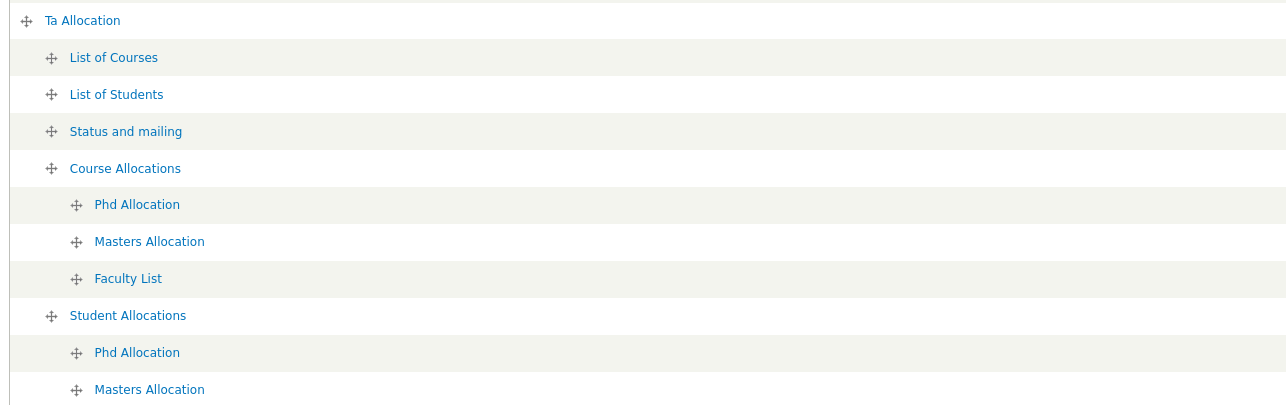 Ta Allocation
List of Courses
List of Students
Status and mailing
Course Allocations
Phd Allocation
Masters Allocation
Faculty List
Student Allocations
Phd Allocation
Masters Allocation